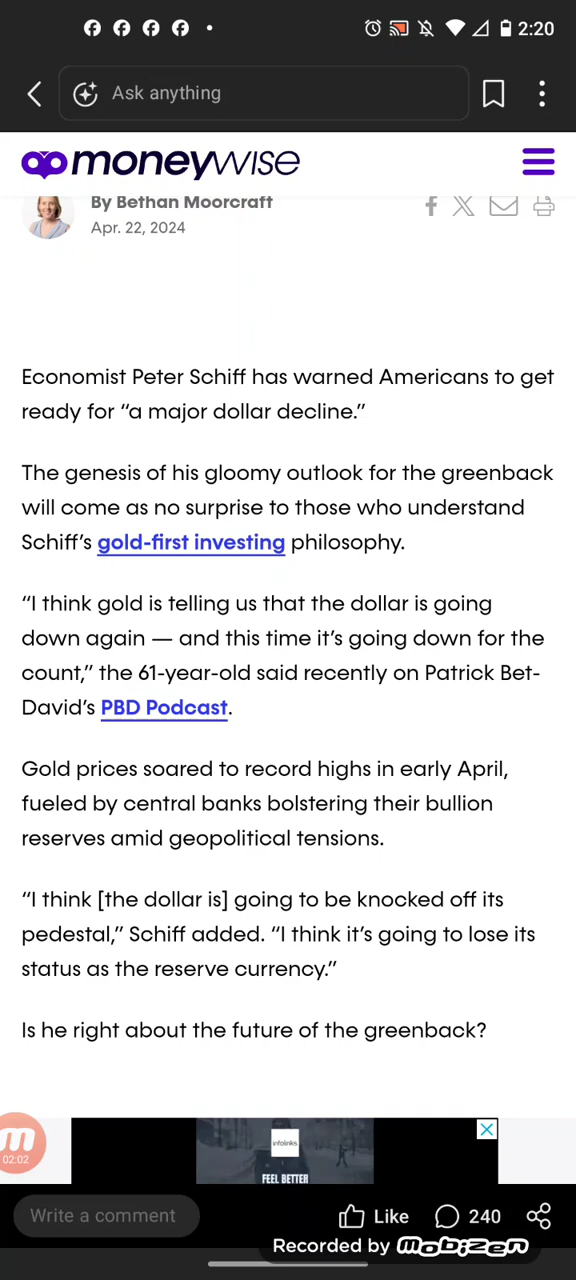 2:20
Ask anything
moneywise
By Bethan Moorcraft
Apr. 22, 2024
Economist Peter Schiff has warned Americans to get
ready for “a major dollar decline.”
The genesis of his gloomy outlook for the greenback
will come as no surprise to those who understand
Schiff’s gold-first investing philosophy.
“I think gold is telling us that the dollar is going
down again — and this time it’s going down for the
count,” the 61-year-old said recently on Patrick Bet-
David’s PBD Podcast.
Gold prices soared to record highs in early April,
fueled by central banks bolstering their bullion
reserves amid geopolitical tensions.
“I think [the dollar is] going to be knocked off its
pedestal,” Schiff added. “I think it’s going to lose its
status as the reserve currency.”
Is he right about the future of the greenback?
infolinks
FEEL BETTER
02:02
Write a comment
Like
240
Recorded by mobizen